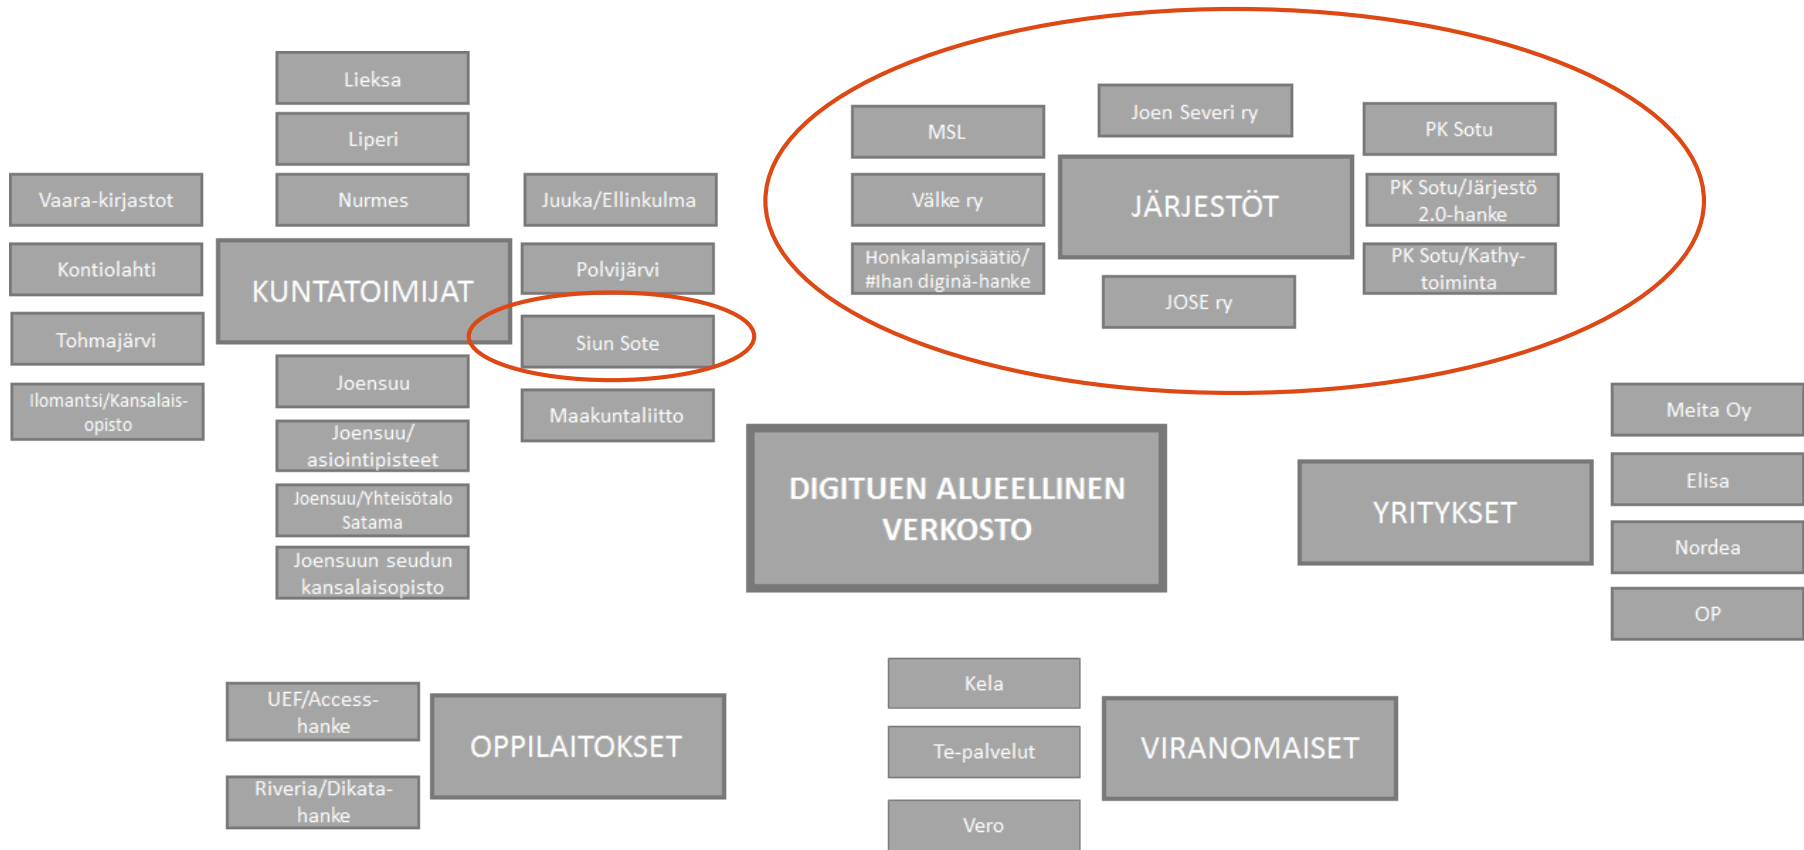 Lieksa
Liperi
Nurmes
Vaara-kirjastot
Kontiolahti
Tohmajärvi
Ilomantsi/Kansalais-
opisto
KUNTATOIMIJAT
Juuka/Ellinkulma
Polvijärvi
Siun Sote
Maakuntaliitto
Joensuu
Joensuu/
asiointipisteet
Joensuu/Yhteisötalo
Satama
Joensuun seudun
kansalaisopisto
MSL
Välke ry
Honkalampisäätiö/
#Ihan diginä-hanke
Joen Severi ry
JÄRJESTÖT
JOSE ry
PK Sotu
PK Sotu/Järjestö
2.0-hanke
PK Sotu/Kathy-
toiminta
DIGITUEN ALUEELLINEN
VERKOSTO
YRITYKSET
Meita Oy
Elisa
Nordea
OP
UEF/Access-
hanke
Riveria/Dikata-
hanke
OPPILAITOKSET
Kela
Te-palvelut
Vero
VIRANOMAISET